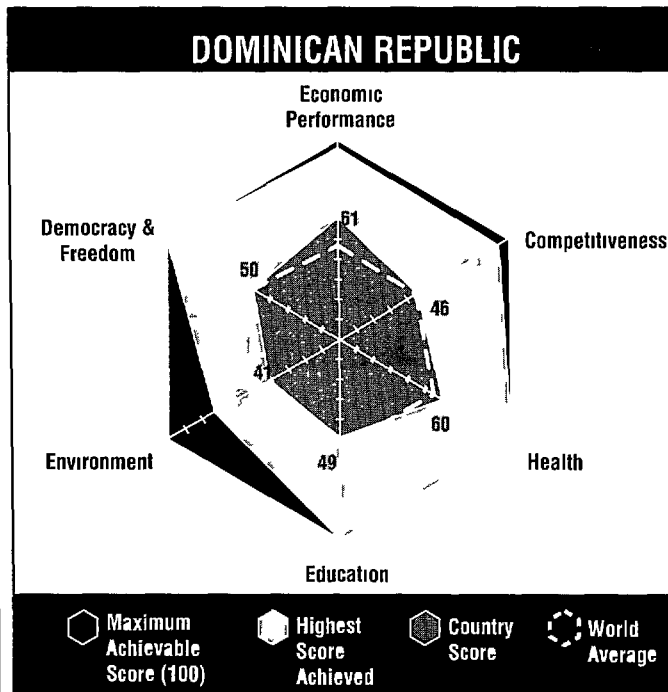 DOMINICAN REPUBLIC
Economic
Performance
Democracy &
Freedom
Competitiveness
61
50
46
41
60
49
Environment
Health
Education
Maximum
Achievable
Score (100)
Highest
Score
Achieved
Country
Score
World
Average